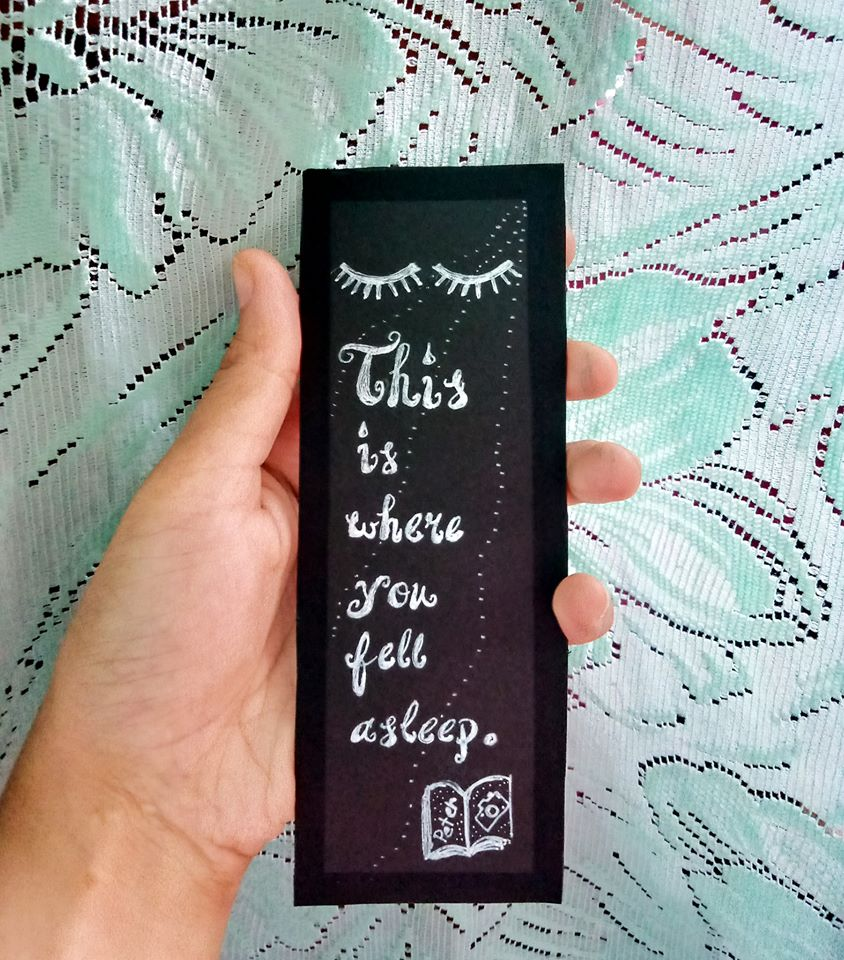 This
is
where
you
fell
asleep.